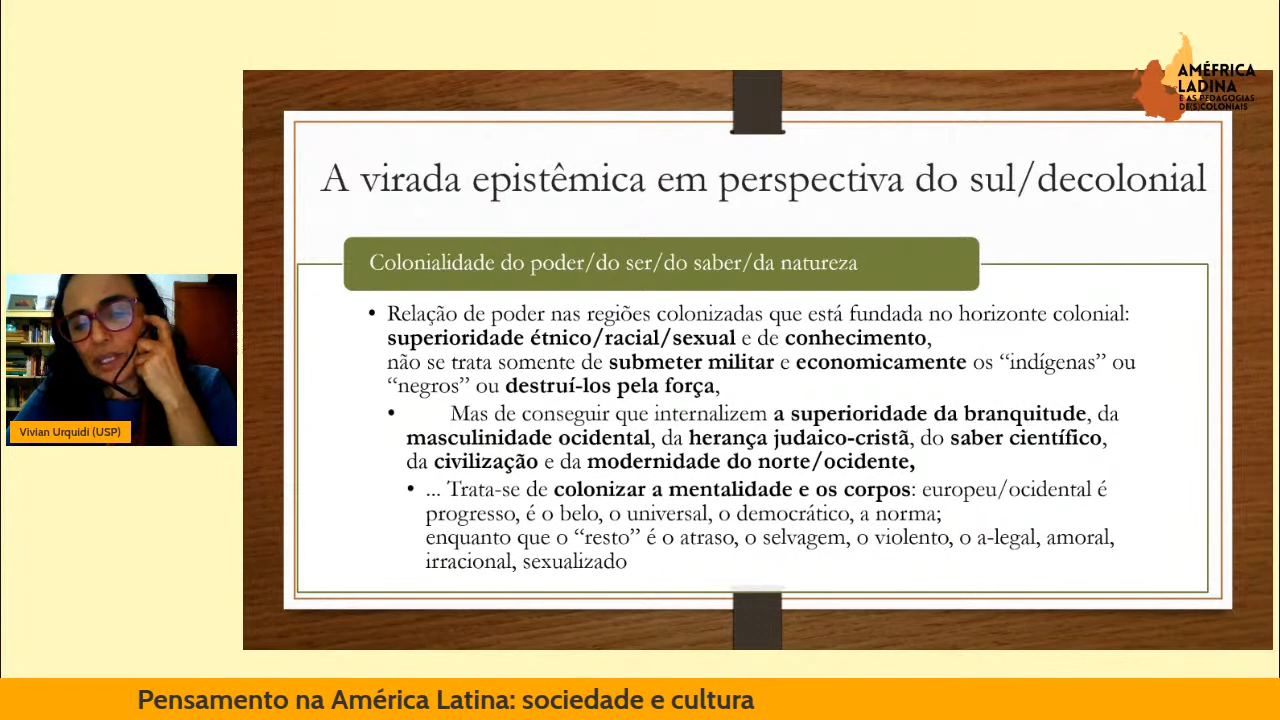 AMÉFRICA
LADINA
E AS PEDAGOGIAS
DE(S)COLONIAIS
A virada epistêmica em perspectiva do sul/decolonial
Colonialidade do poder/do ser/do saber/da natureza
• Relação de poder nas regiões colonizadas que está fundada no horizonte colonial:
superioridade étnico/racial/sexual e de conhecimento,
não se trata somente de submeter militar e economicamente os “indígenas” ou
“negros” ou destruí-los pela força,
• Mas de conseguir que internalizem a superioridade da branquitude, da
masculinidade ocidental, da herança judaico-cristã, do saber científico,
da civilização e da modernidade do norte/ocidente,
• ... Trata-se de colonizar a mentalidade e os corpos: europeu/ocidental é
progresso, é o belo, o universal, o democrático, a norma;
enquanto que o “resto” é o atraso, o selvagem, o violento, o a-legal, amoral,
irracional, sexualizado
Vivian Urquidi (USP)
Pensamento na América Latina: sociedade e cultura